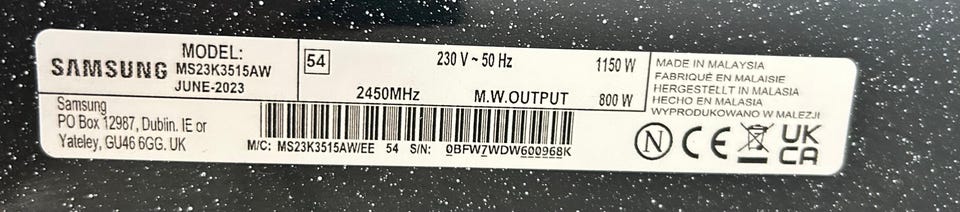 SAMSUNG
MODEL:
MS23K3515AW
JUNE-2023
Samsung
PO Box 12987, Dublin. IE or
Yateley, GU46 6GG. UK
54
230 V ~ 50 Hz
1150 W
2450MHz
M.W.OUTPUT
800 W
M/C: MS23K3515AW/EE 54 S/N: 0BFW7WDW600968K
MADE IN MALAYSIA
FABRIQUÉ EN MALAISIE
HERGESTELLT IN MALAYSIA
HECHO EN MALASIA
WYPRODUKOWANO W MALEZJI
N CE UK
CA